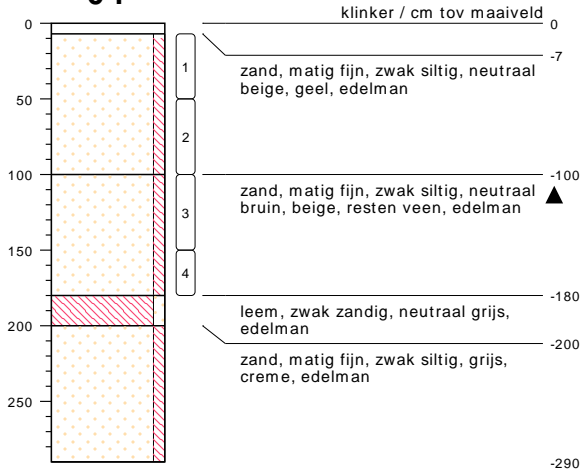 klinker / cm tov maaiveld
0
0
-7
1
zand, matig fijn, zwak siltig, neutraal
beige, geel, edelman
50
2
100
-100
zand, matig fijn, zwak siltig, neutraal
bruin, beige, resten veen, edelman
3
150
4
-180
leem, zwak zandig, neutraal grijs,
edelman
200
-200
zand, matig fijn, zwak siltig, grijs,
creme, edelman
250
-290